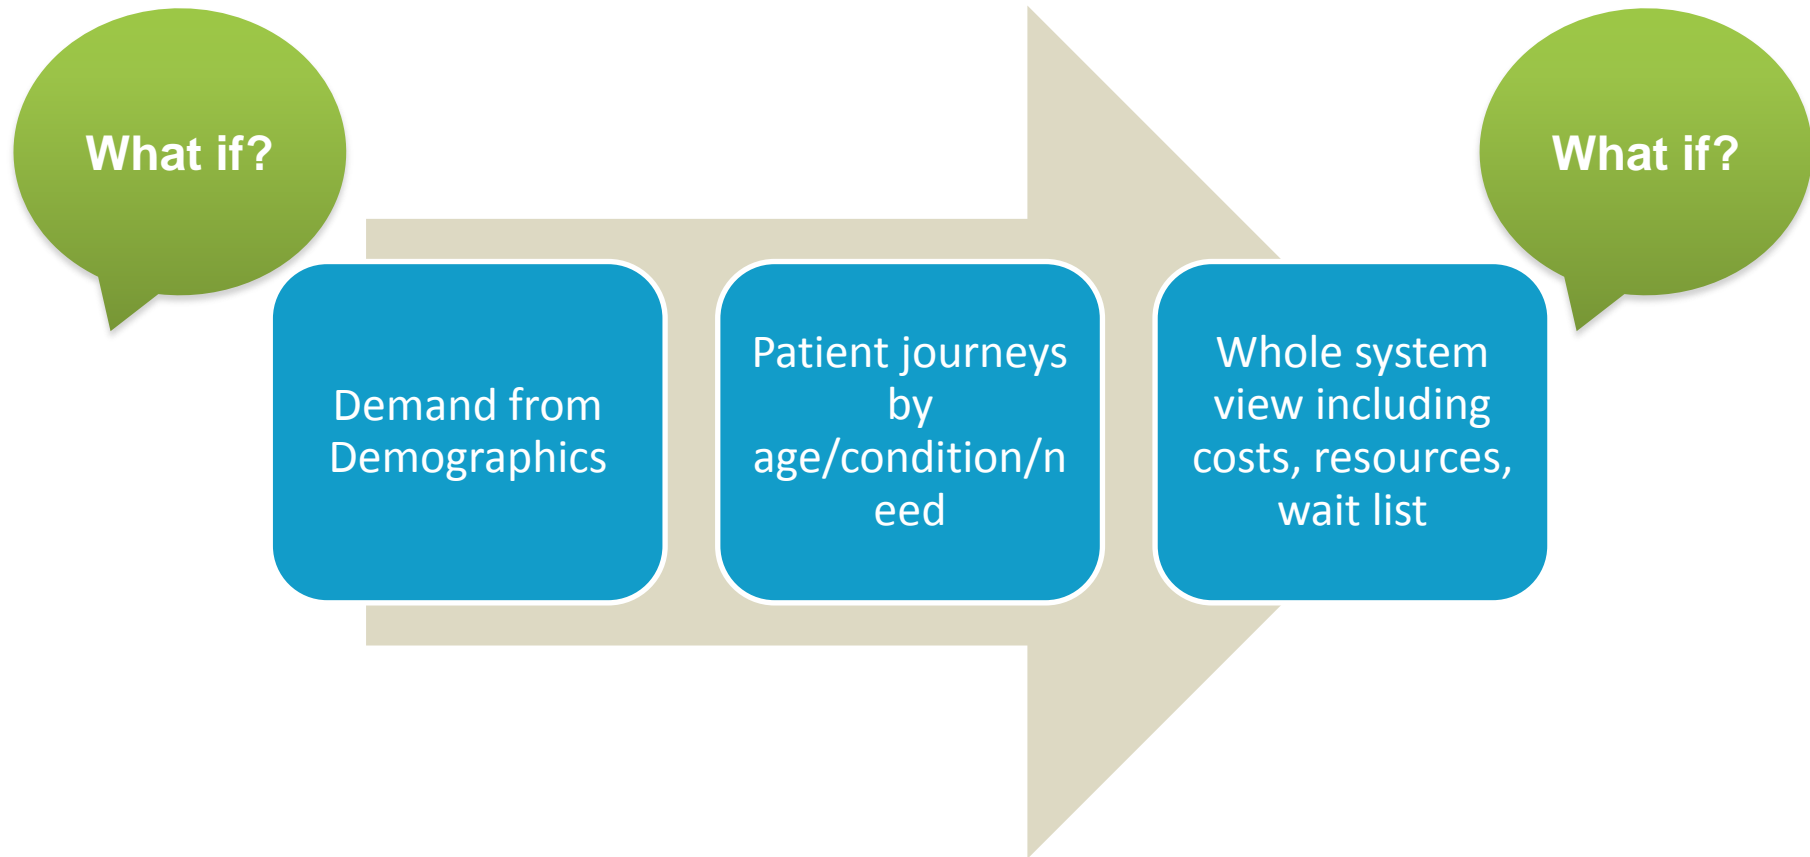 What if?
What if?
Demand from
Demographics
Patient journeys
by
age/condition/n
eed
Whole system
view including
costs, resources,
wait list